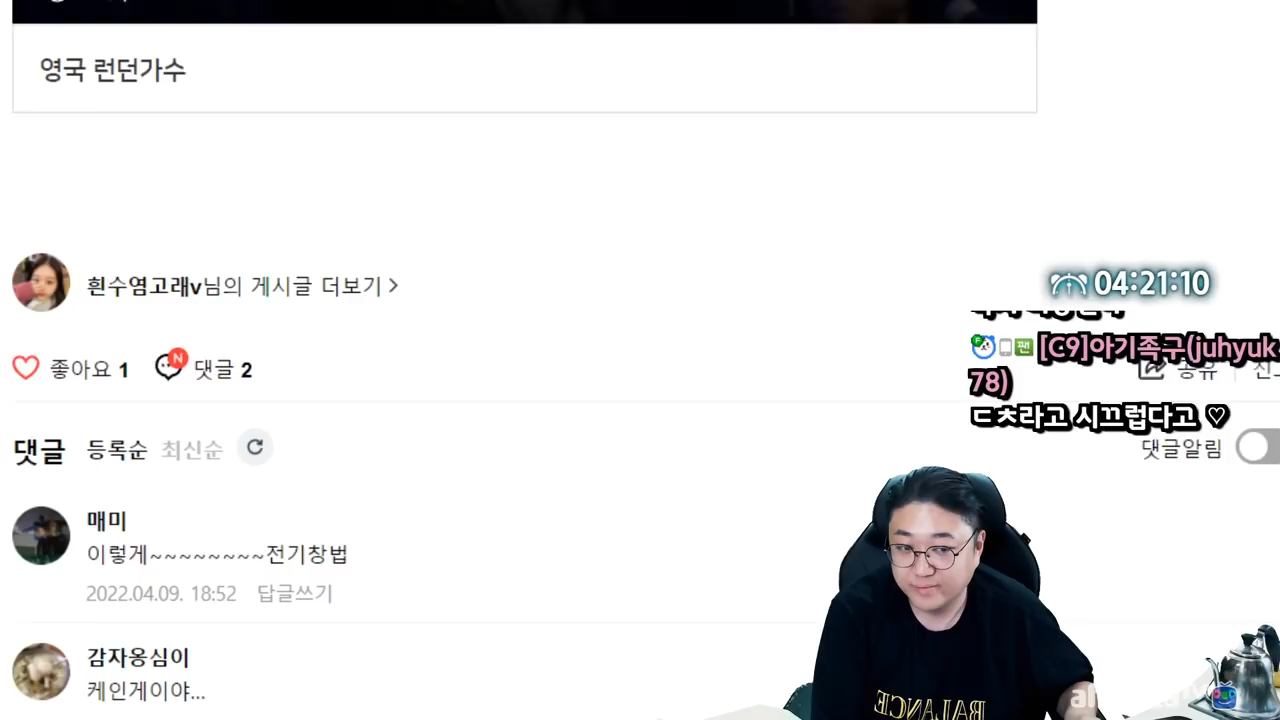 영국 런던가수
흰수염고래v님의 게시글 더보기 >
04:21:10
[C9]아기족구(juhyuk
78)
ㄷㅊ라고 시끄럽다고 ♡
좋아요 1 N 댓글 2
공유
댓글 등록순 최신순
댓글알림
매미
이렇게~~~~~~~~전기창법
2022.04.09. 18:52 답글쓰기
감자옹심이
케인게이야...
BALANCE